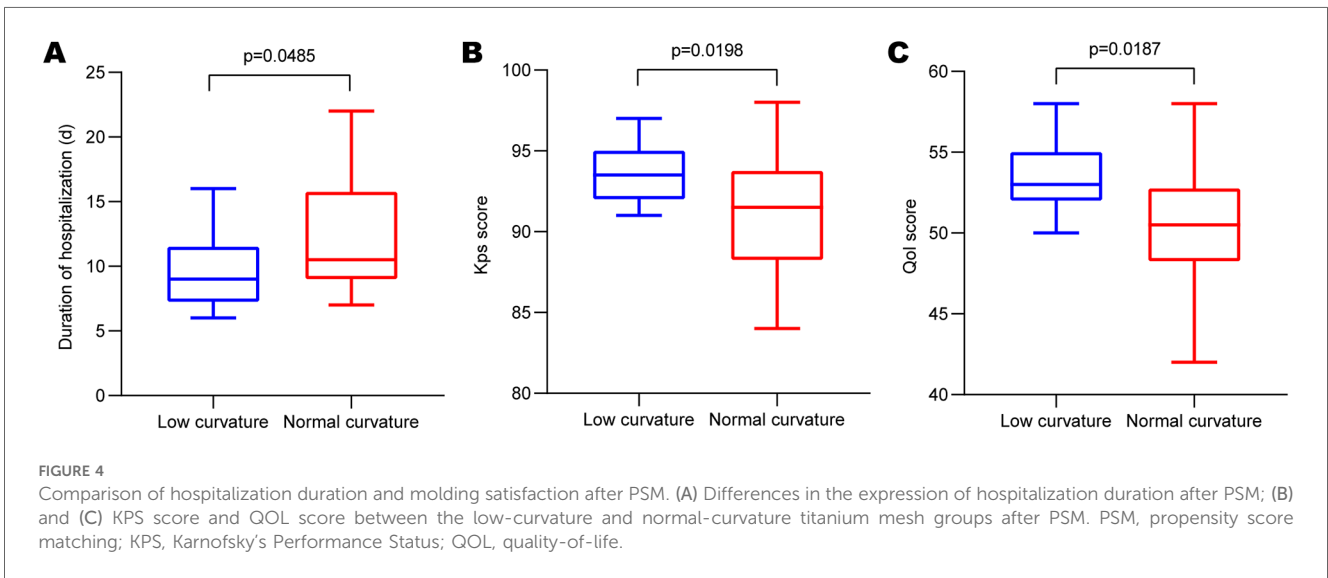 A
p=0.0485
Duration of hospitalization (d)
25
20
15
10
5
0
Low curvature Normal curvature
B
p=0.0198
Kps score
100
95
90
85
80
Low curvature Normal curvature
C
p=0.0187
Qol score
60
55
50
45
40
Low curvature Normal curvature
FIGURE 4
Comparison of hospitalization duration and molding satisfaction after PSM. (A) Differences in the expression of hospitalization duration after PSM; (B)
and (C) KPS score and QOL score between the low-curvature and normal-curvature titanium mesh groups after PSM. PSM, propensity score
matching; KPS, Karnofsky's Performance Status; QOL, quality-of-life.